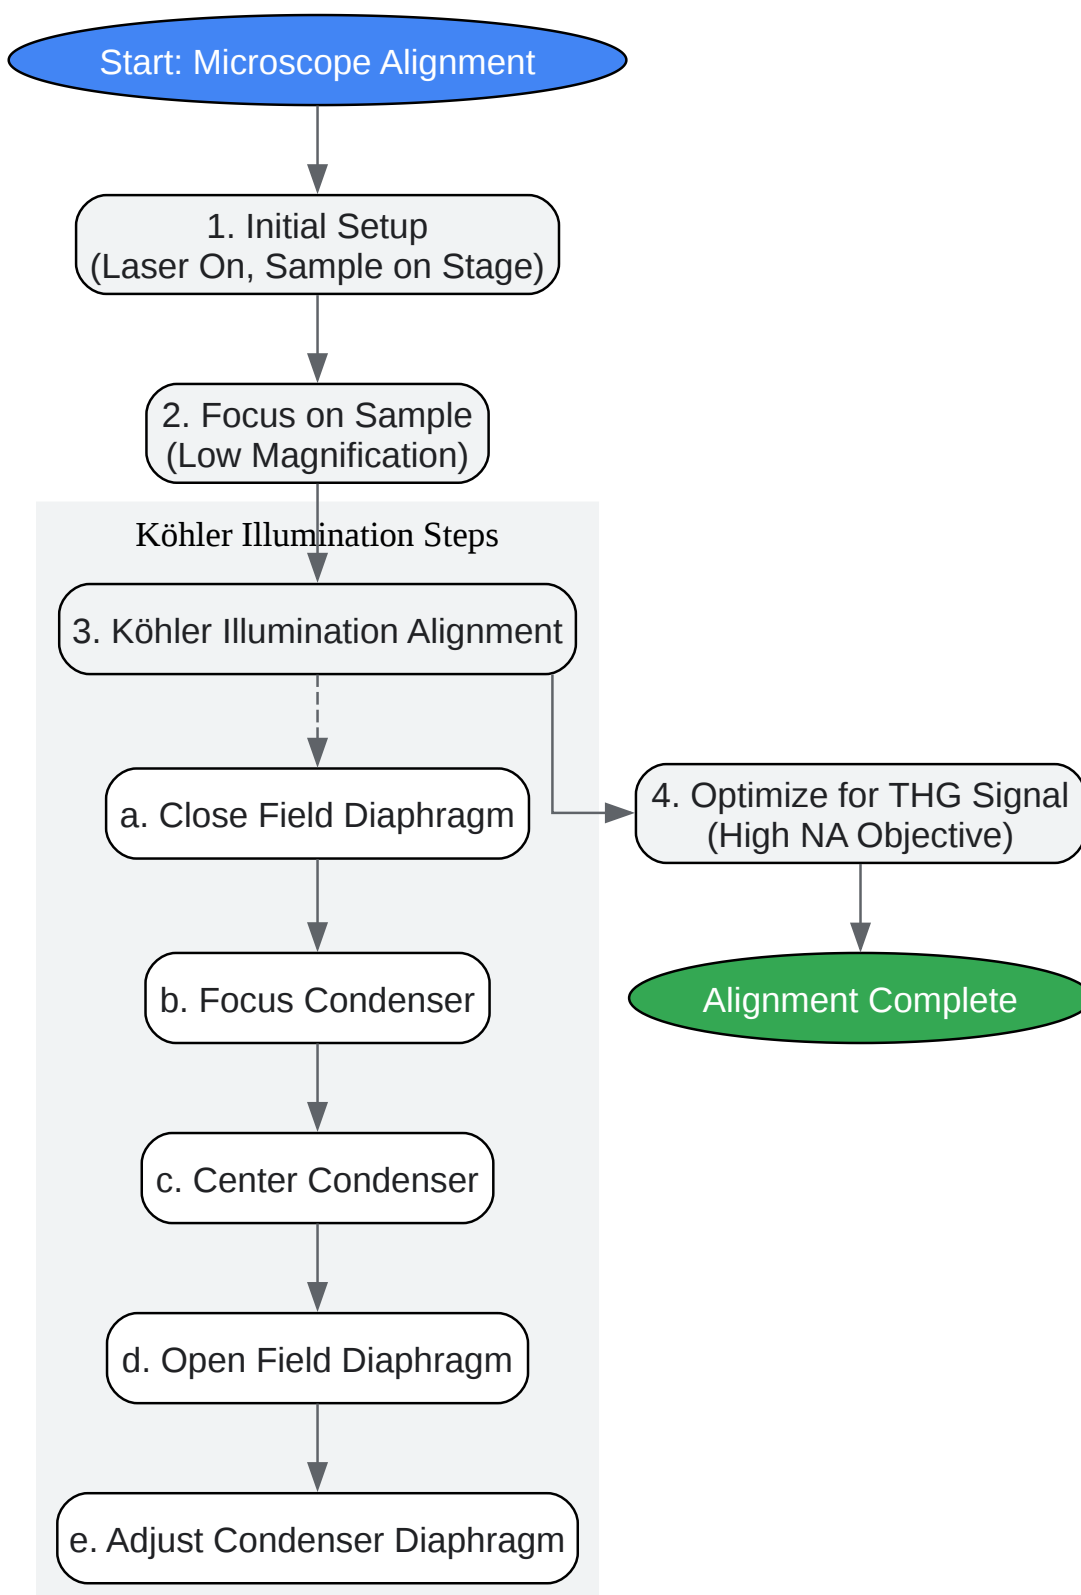 Start: Microscope Alignment
1. Initial Setup
(Laser On, Sample on Stage)
2. Focus on Sample
(Low Magnification)
Köhler Illumination Steps
3. Köhler Illumination Alignment
a. Close Field Diaphragm
4. Optimize for THG Signal
(High NA Objective)
b. Focus Condenser
Alignment Complete
c. Center Condenser
d. Open Field Diaphragm
e. Adjust Condenser Diaphragm